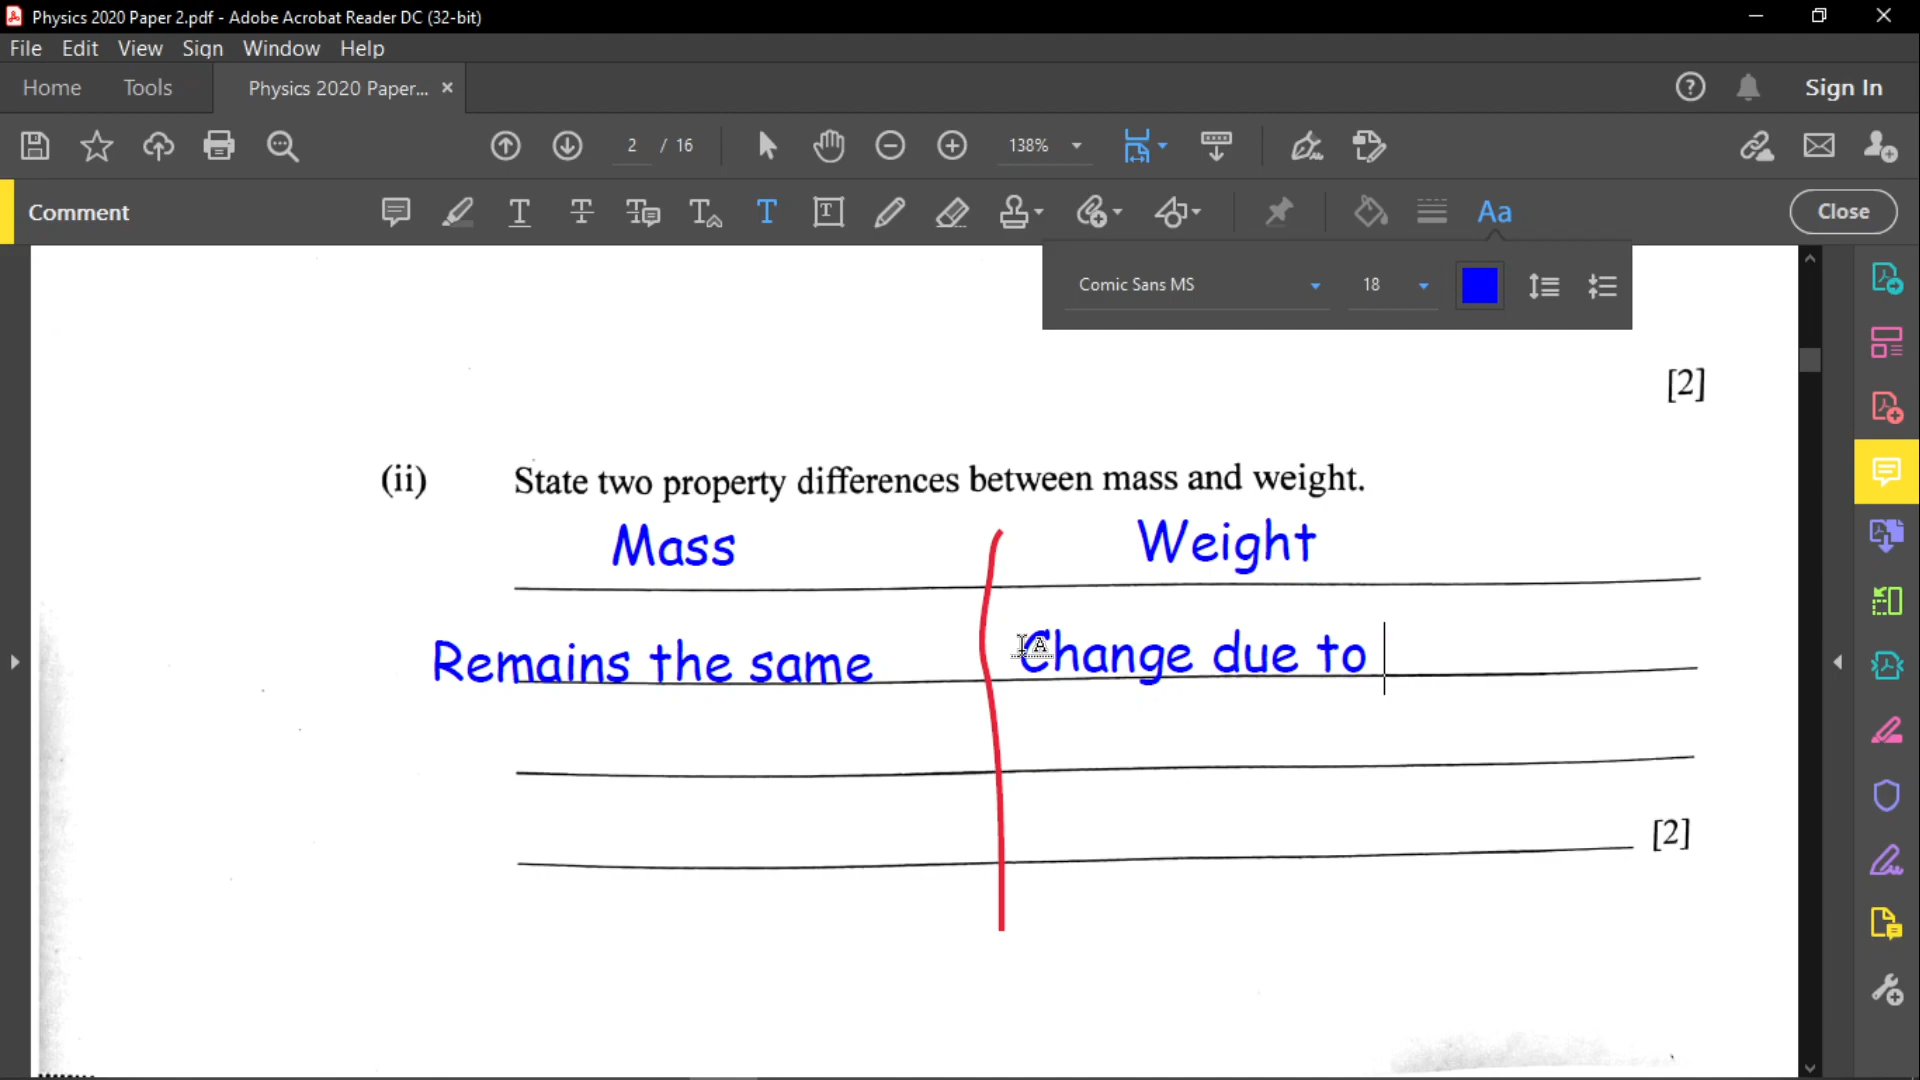 Physics 2020 Paper 2.pdf - Adobe Acrobat Reader DC (32-bit)
File Edit View Sign Window Help
Home Tools Physics 2020 Paper... × Sign In
2 / 16 138%
Comment Close
Comic Sans MS 18
[2]
(ii) State two property differences between mass and weight.
Mass Weight
Remains the same Change due to
[2]